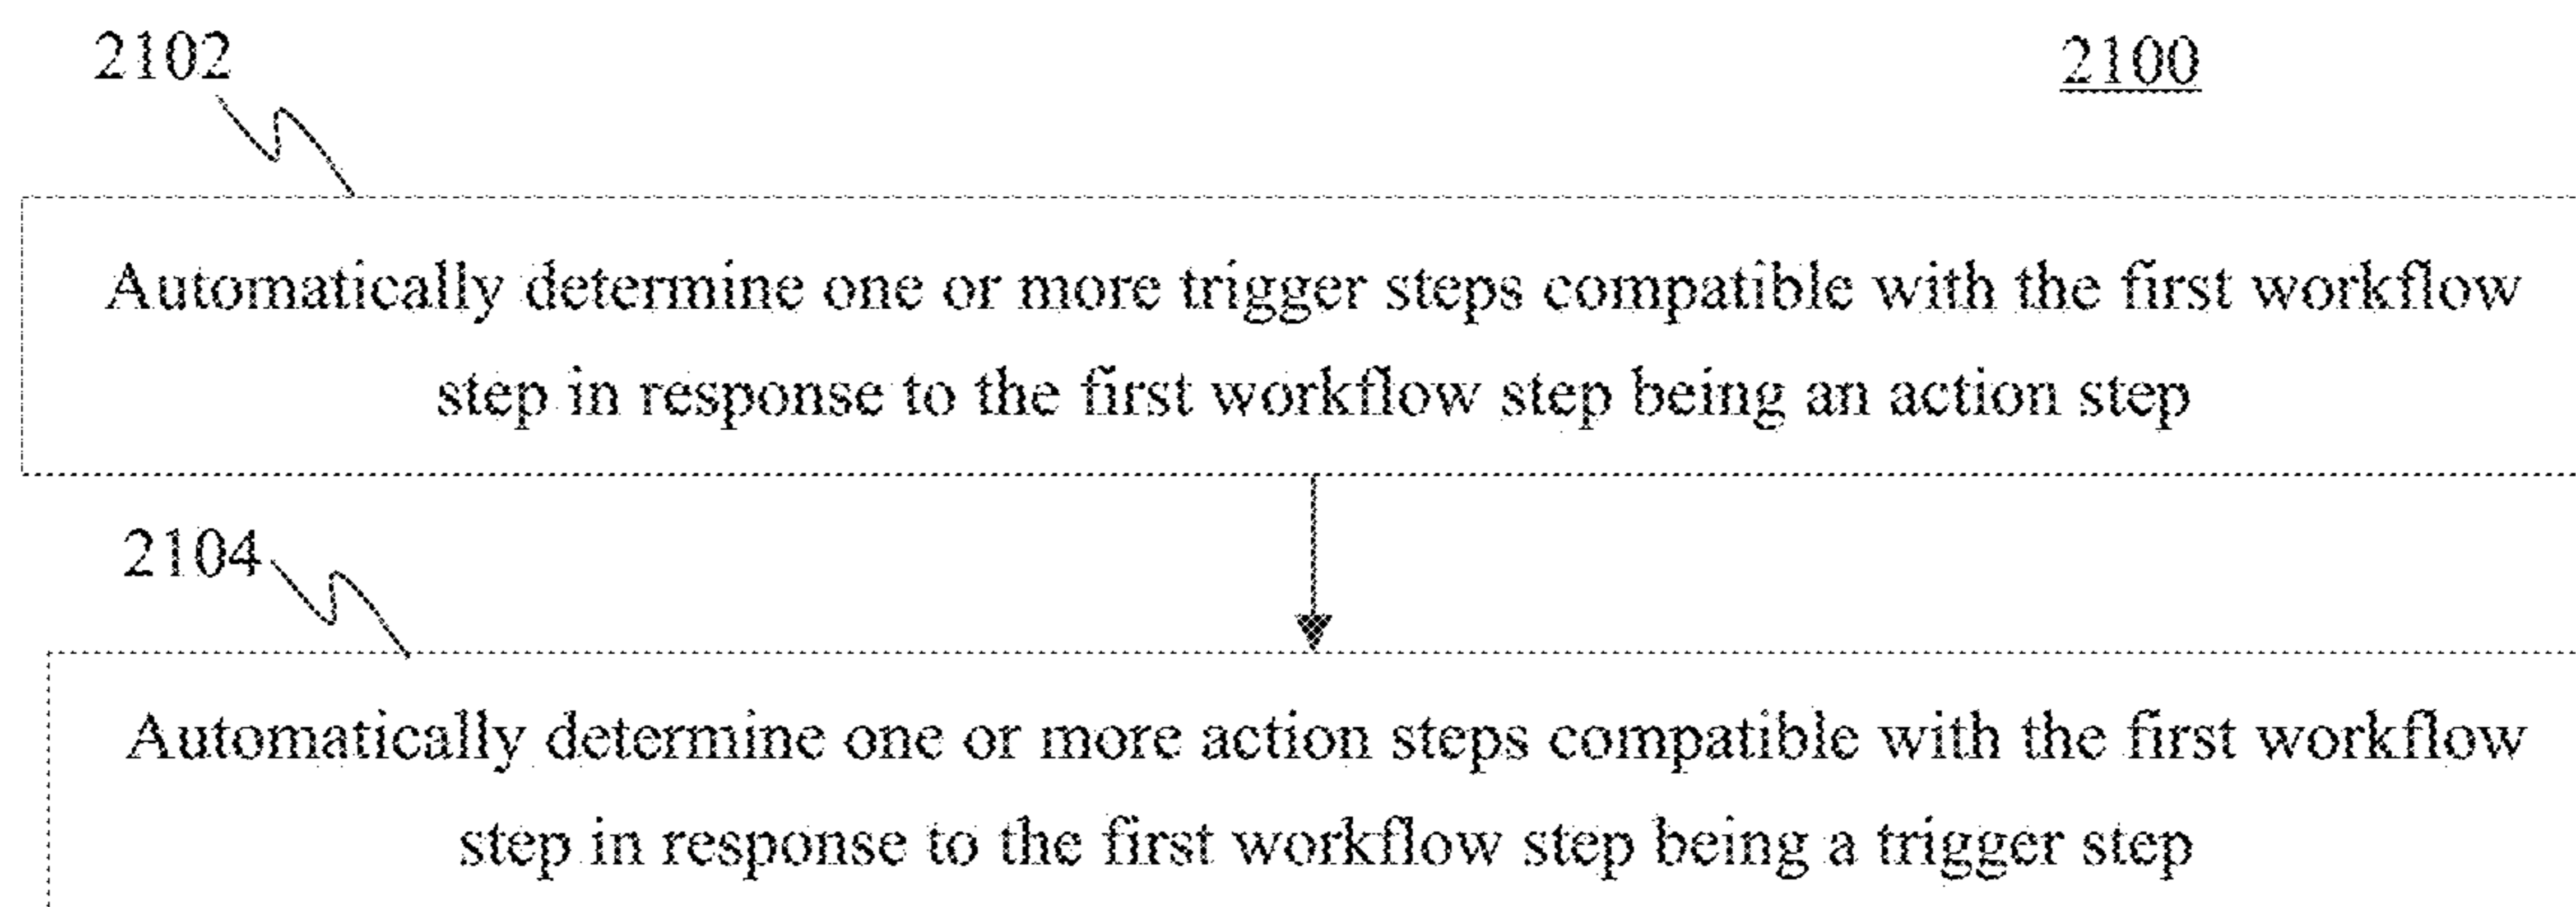 2102
2100
Automatically determine one or more trigger steps compatible with the first workflow
step in response to the first workflow step being an action step
2104
Automatically determine one or more action steps compatible with the first workflow
step in response to the first workflow step being a trigger step